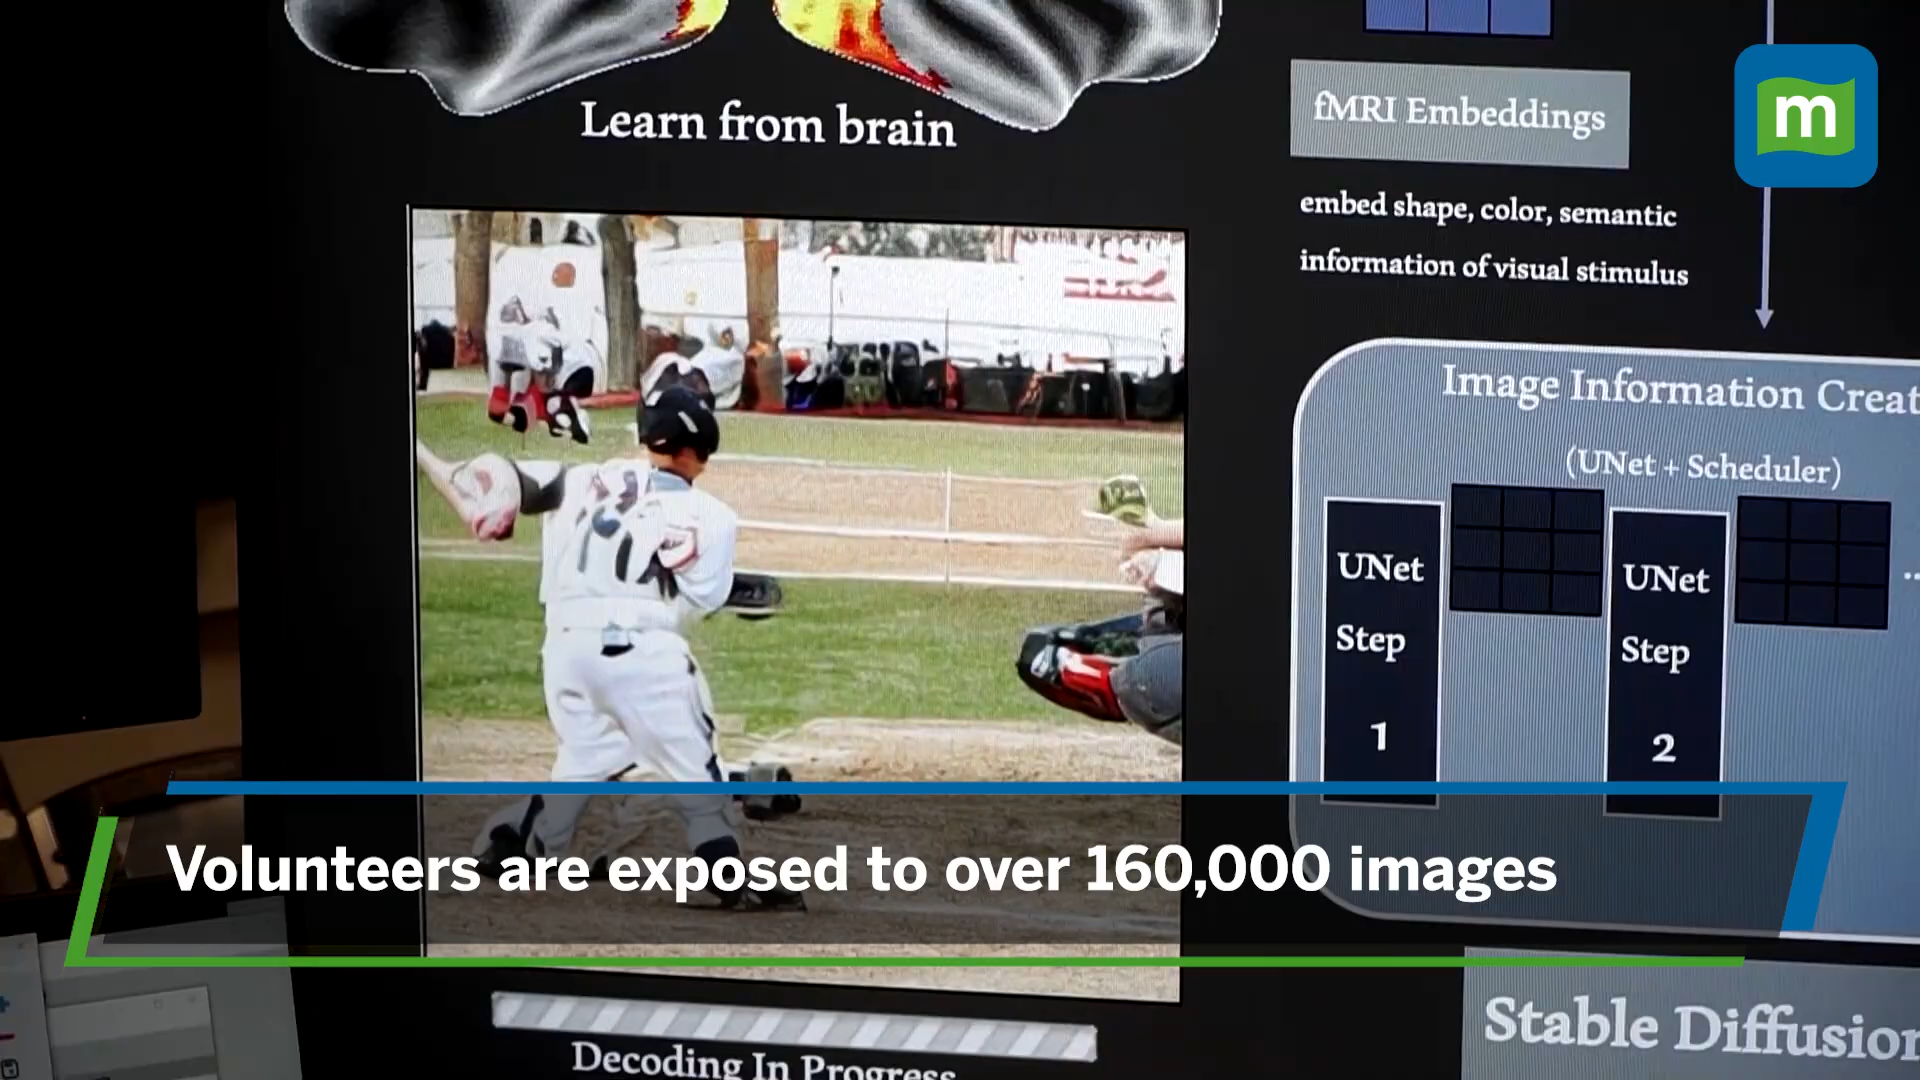 Learn from brain
fMRI Embeddings
m
embed shape, color, semantic
information of visual stimulus
Image Information Creat
(UNet + Scheduler)
UNet
Step
1
UNet
Step
2
...
Volunteers are exposed to over 160,000 images
Stable Diffusion
Decoding In Progress